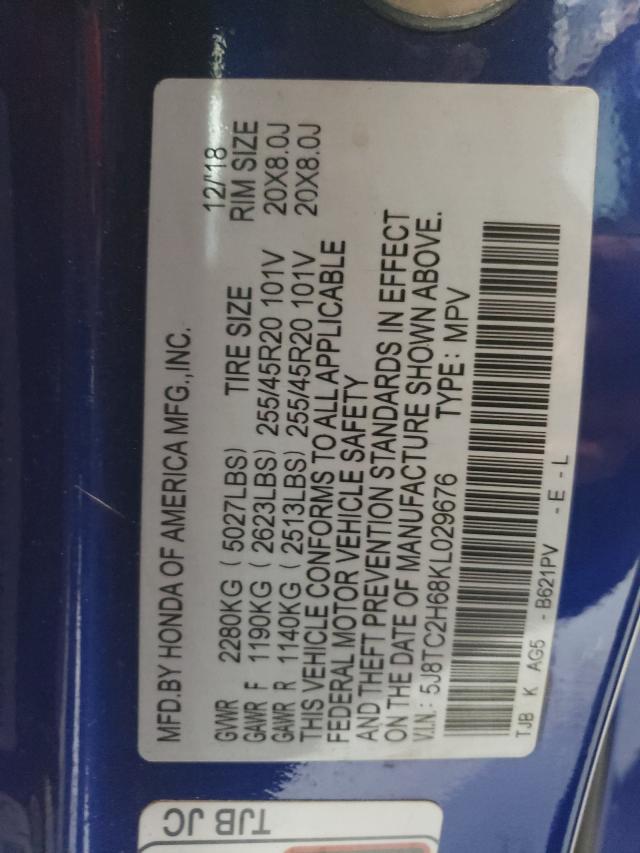 MFD.BY HONDA OF AMERICA MFG.,INC.
12/'18
GVWR 2280KG ( 5027LBS) TIRE SIZE RIM SIZE
GAWR F 1190KG ( 2623LBS) 255/45R20 101V 20X8.0J
GAWR R 1140KG ( 2513LBS) 255/45R20 101V 20X8.0J
THIS VEHICLE CONFORMS TO ALL APPLICABLE
FEDERAL MOTOR VEHICLE SAFETY
AND THEFT PREVENTION STANDARDS IN EFFECT
ON THE DATE OF MANUFACTURE SHOWN ABOVE.
V.I.N.: 5J8TC2H68KL029676 TYPE: MPV
TJB K AG5 -B621PV -E-L
TJB JC